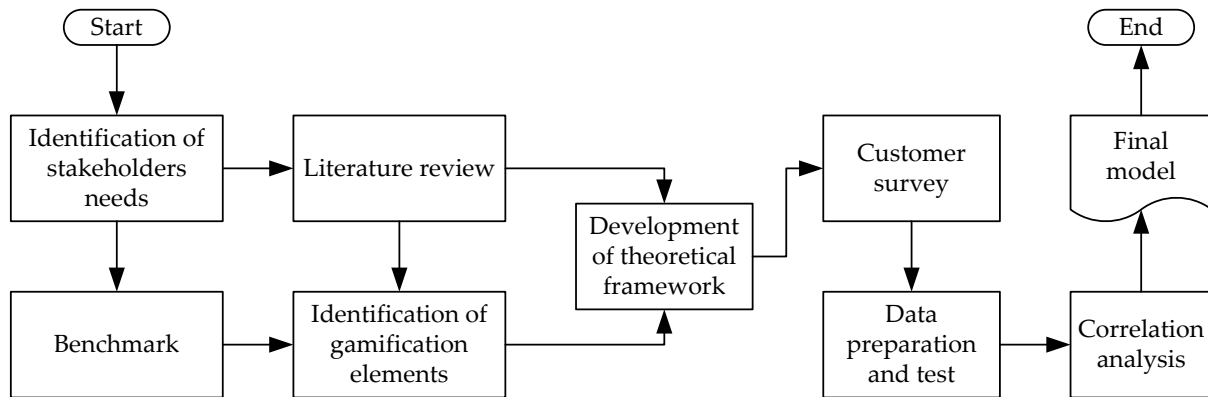 Start
End
Identification of
stakeholders
needs
Literature review
Customer
survey
Final
model
Development
of theoretical
framework
Benchmark
Identification of
gamification
elements
Data
preparation
and test
Correlation
analysis